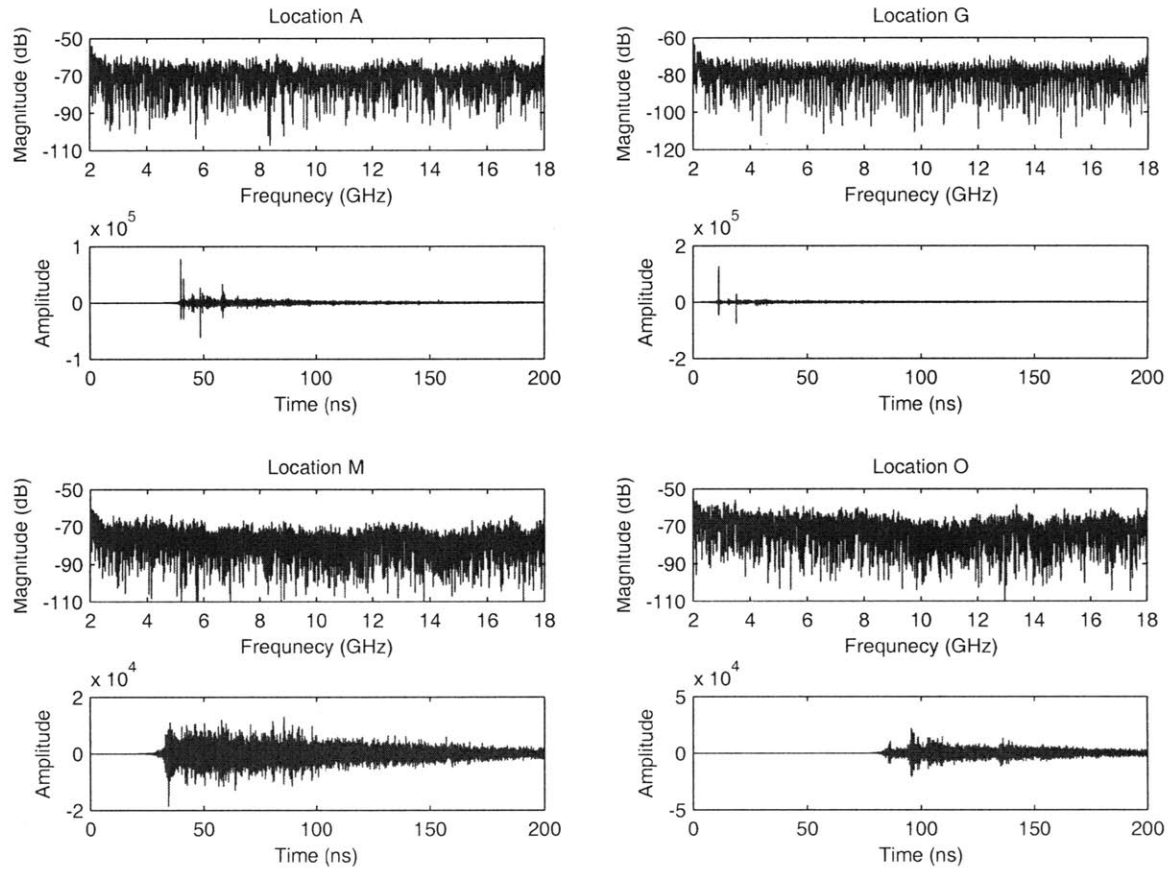 Location A
Magnitude (dB)
-50
-70
-90
-110
2 4 6 8 10 12 14 16 18
Frequnecy (GHz)
x 10^5
Amplitude
1
0
-1
0 50 100 150 200
Time (ns)
Location G
Magnitude (dB)
-60
-80
-100
-120
2 4 6 8 10 12 14 16 18
Frequnecy (GHz)
x 10^5
Amplitude
2
0
-2
0 50 100 150 200
Time (ns)
Location M
Magnitude (dB)
-50
-70
-90
-110
2 4 6 8 10 12 14 16 18
Frequnecy (GHz)
x 10^4
Amplitude
2
0
-2
0 50 100 150 200
Time (ns)
Location O
Magnitude (dB)
-50
-70
-90
-110
2 4 6 8 10 12 14 16 18
Frequnecy (GHz)
x 10^4
Amplitude
5
0
-5
0 50 100 150 200
Time (ns)